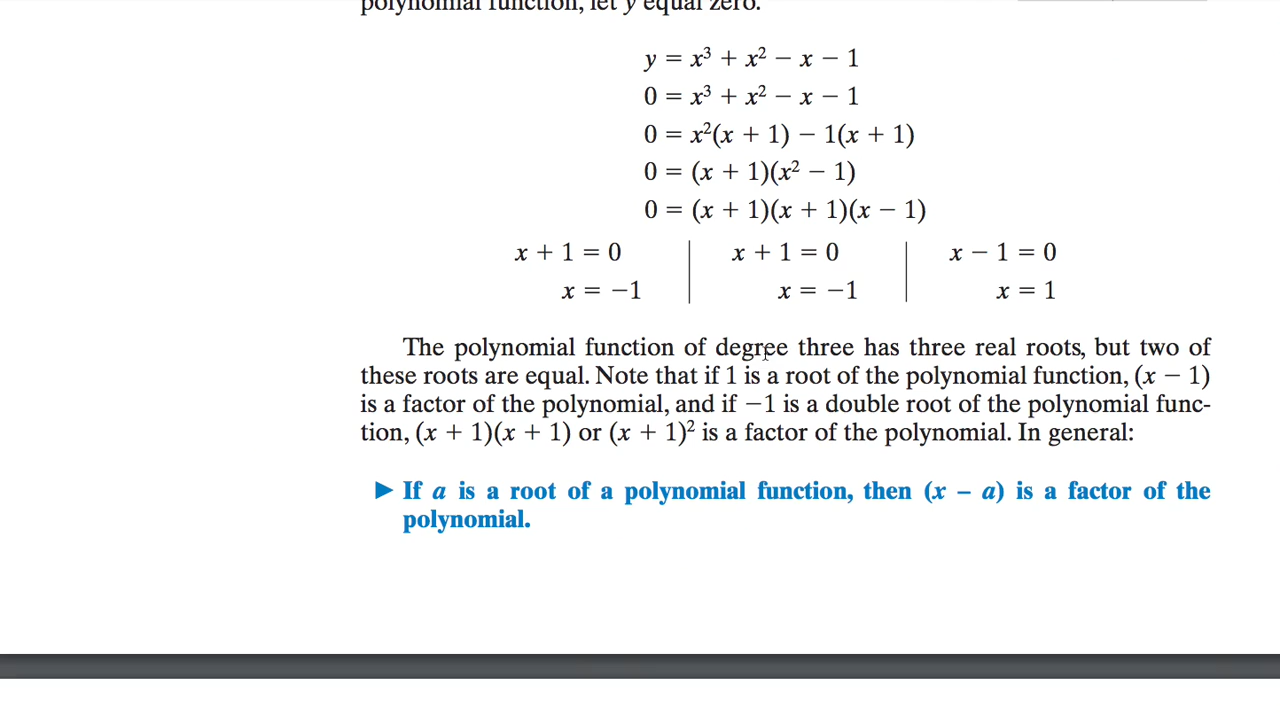 polynomial function, let y equal zero.
y = x³ + x² − x − 1
0 = x³ + x² − x − 1
0 = x²(x + 1) − 1(x + 1)
0 = (x + 1)(x² − 1)
0 = (x + 1)(x + 1)(x − 1)
x + 1 = 0 | x + 1 = 0 | x − 1 = 0
x = −1 | x = −1 | x = 1
The polynomial function of degree three has three real roots, but two of
these roots are equal. Note that if 1 is a root of the polynomial function, (x − 1)
is a factor of the polynomial, and if −1 is a double root of the polynomial func-
tion, (x + 1)(x + 1) or (x + 1)² is a factor of the polynomial. In general:
▶ If a is a root of a polynomial function, then (x − a) is a factor of the
polynomial.